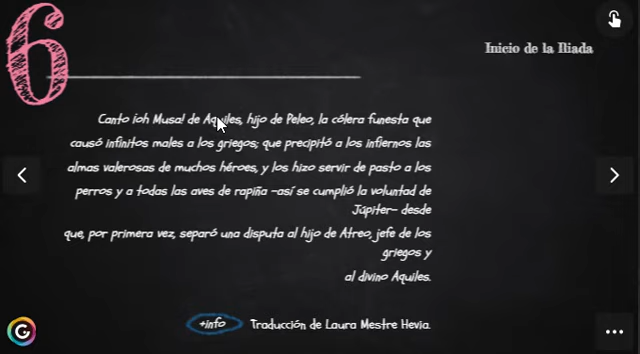 6
Inicio de la Iliada
Canto ¡oh Musa! de Aquiles, hijo de Peleo, la cólera funesta que
causó infinitos males a los griegos; que precipitó a los infiernos las
almas valerosas de muchos héroes, y los hizo servir de pasto a los
perros y a todas las aves de rapiña -así se cumplió la voluntad de
Júpiter- desde
que, por primera vez, separó una disputa al hijo de Atreo, jefe de los
griegos y
al divino Aquiles.
+info Traducción de Laura Mestre Hevia.